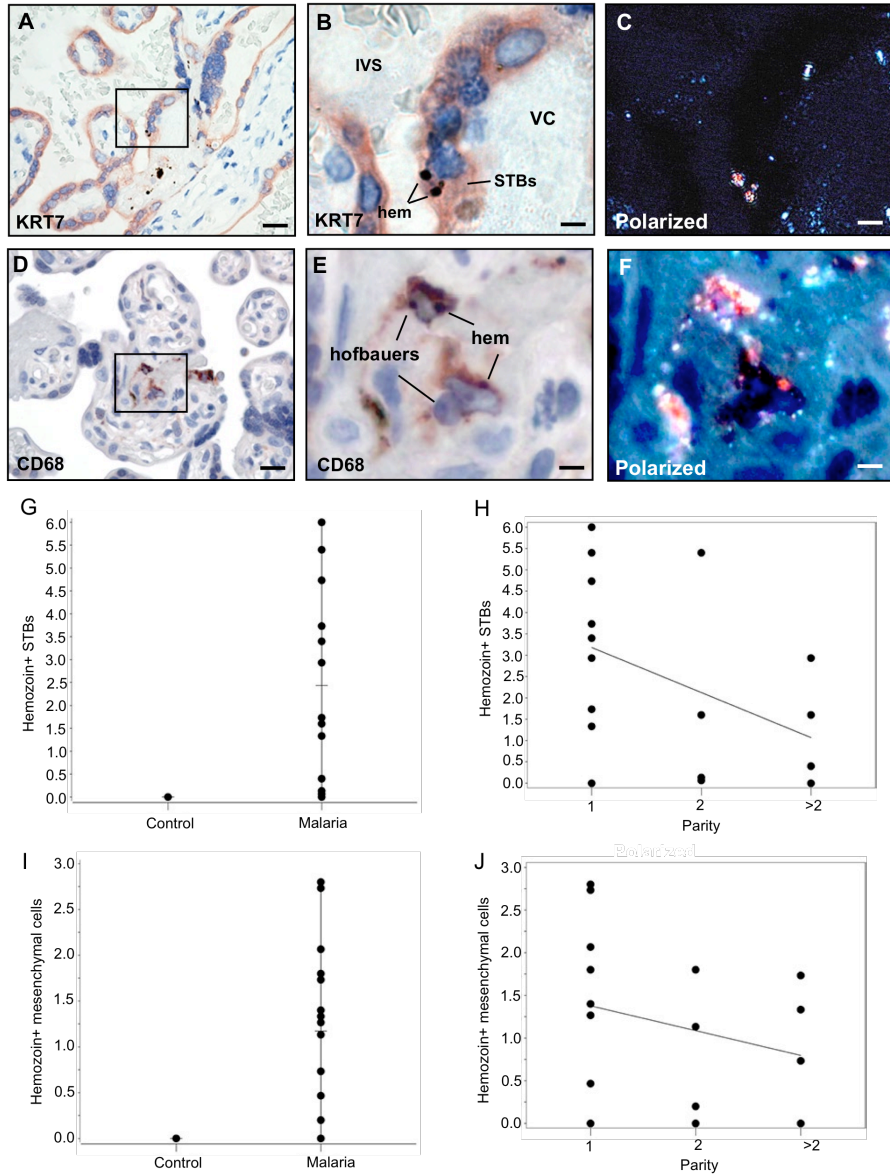 A
KRT7
B
IVS
VC
STBs
hem
KRT7
C
Polarized
D
CD68
E
hofbauers
hem
CD68
F
Polarized
G
Hemozoin+ STBs
6.0
5.5
5.0
4.5
4.0
3.5
3.0
2.5
2.0
1.5
1.0
0.5
0.0
Control Malaria
H
Hemozoin+ STBs
6.0
5.5
5.0
4.5
4.0
3.5
3.0
2.5
2.0
1.5
1.0
0.5
0.0
1 2 >2
Parity
I
Hemozoin+ mesenchymal cells
3.0
2.5
2.0
1.5
1.0
0.5
0.0
Control Malaria
J
Polarized
Hemozoin+ mesenchymal cells
3.0
2.5
2.0
1.5
1.0
0.5
0.0
1 2 >2
Parity